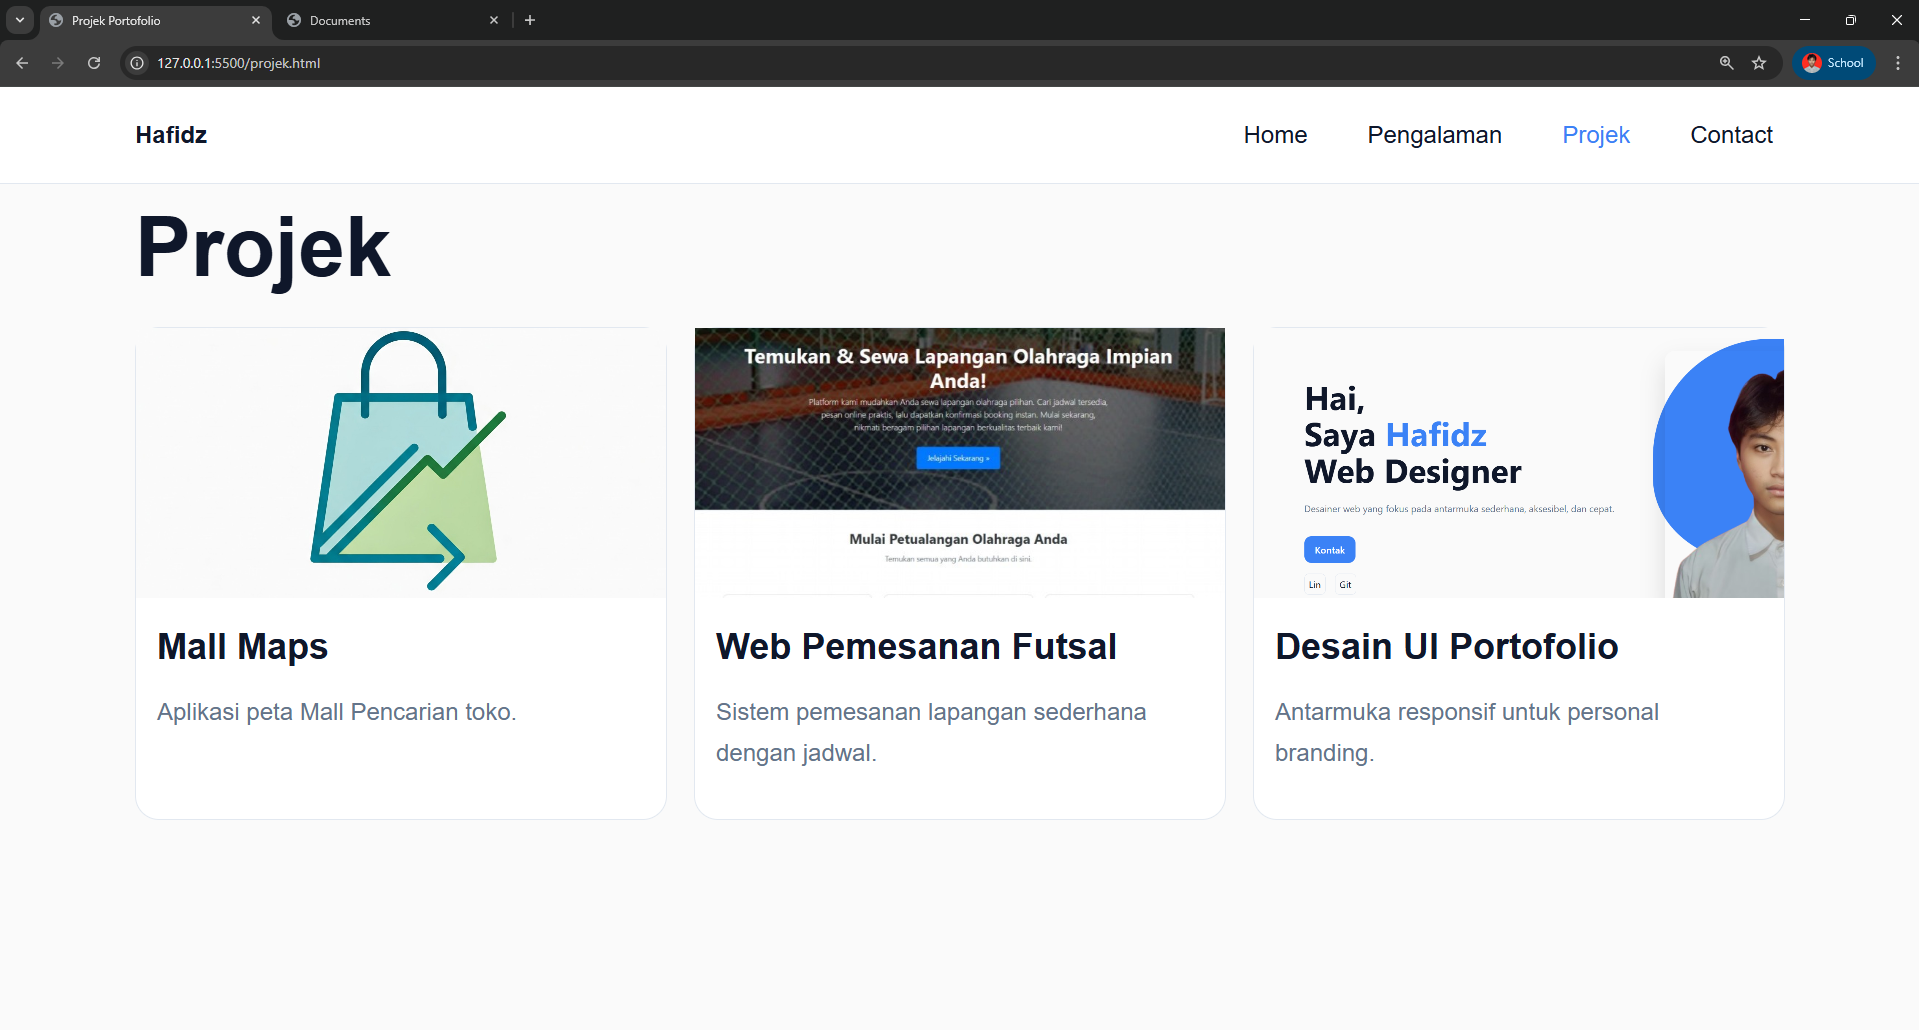 Projek Portofolio
Documents
127.0.0.1:5500/projek.html
School
Hafidz
Home
Pengalaman
Projek
Contact
Projek
Temukan & Sewa Lapangan Olahraga Impian
Anda!
Platform kami mudahkan Anda sewa lapangan olahraga pilihan. Cari jadwal tersedia,
pesan online praktis, lalu dapatkan konfirmasi booking instan. Mulai sekarang,
nikmati beragam pilihan lapangan berkualitas terbaik kami!
Jelajahi Sekarang »
Mulai Petualangan Olahraga Anda
Temukan semua yang Anda butuhkan di sini.
Hai,
Saya Hafidz
Web Designer
Desainer web yang fokus pada antarmuka sederhana, aksesibel, dan cepat.
Kontak
Lin
Git
Mall Maps
Aplikasi peta Mall Pencarian toko.
Web Pemesanan Futsal
Sistem pemesanan lapangan sederhana
dengan jadwal.
Desain UI Portofolio
Antarmuka responsif untuk personal
branding.